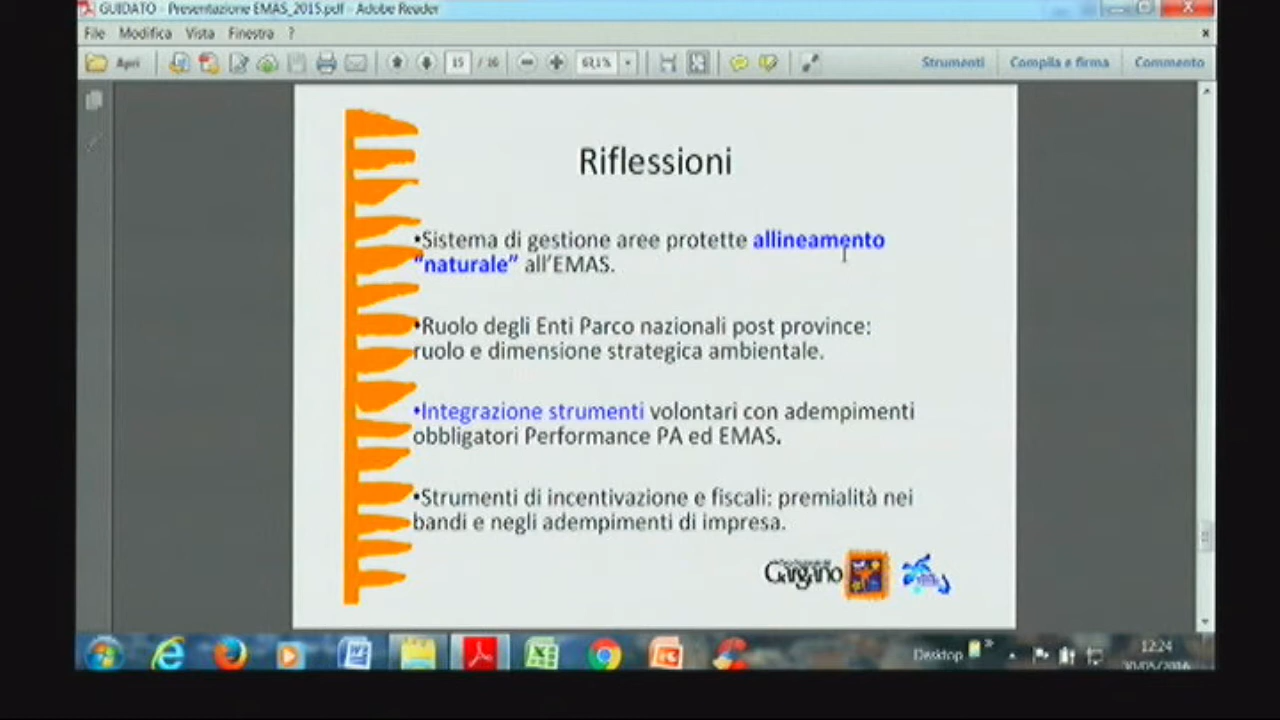 GUIDATO - Presentazione EMAS_2015.pdf - Adobe Reader
File Modifica Vista Finestra ?
Apri 15 / 16 63,1% Strumenti Compila e firma Commento
Riflessioni
•Sistema di gestione aree protette allineamento
“naturale” all’EMAS.
•Ruolo degli Enti Parco nazionali post province:
ruolo e dimensione strategica ambientale.
•Integrazione strumenti volontari con adempimenti
obbligatori Performance PA ed EMAS.
•Strumenti di incentivazione e fiscali: premialità nei
bandi e negli adempimenti di impresa.
Gargano
Desktop
12:24